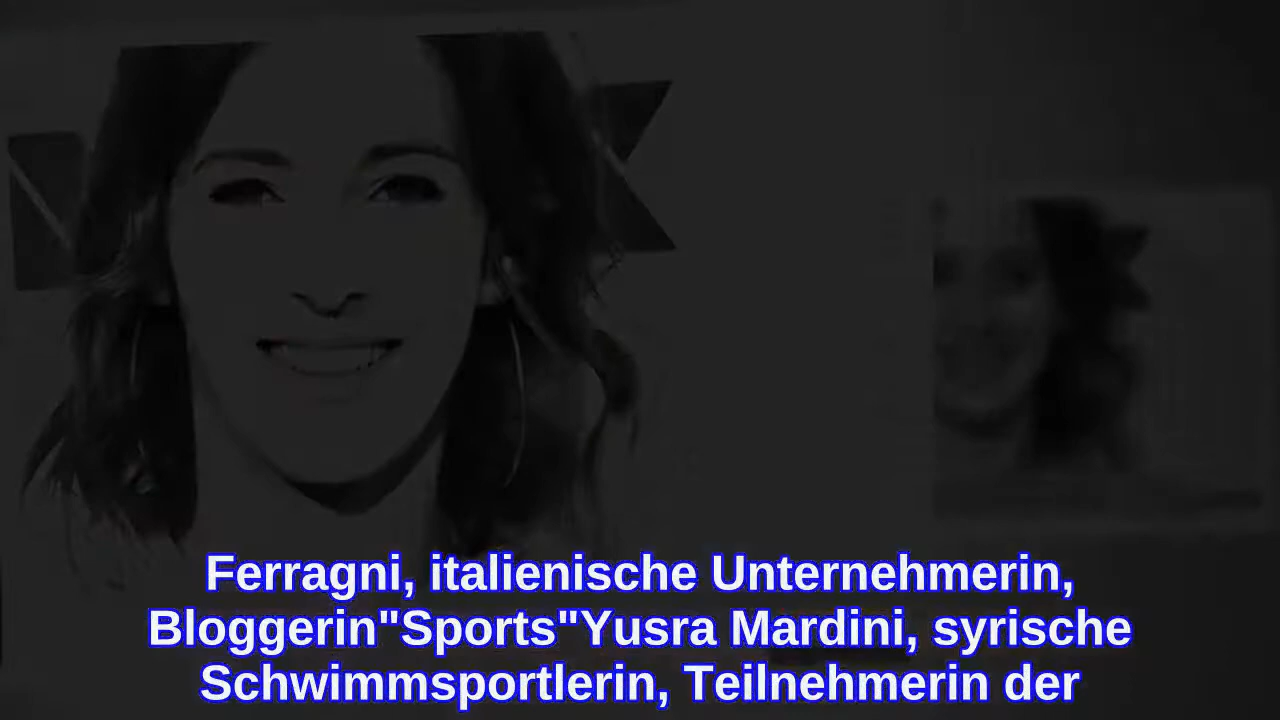 Ferragni, italienische Unternehmerin,
Bloggerin"Sports"Yusra Mardini, syrische
Schwimmsportlerin, Teilnehmerin der